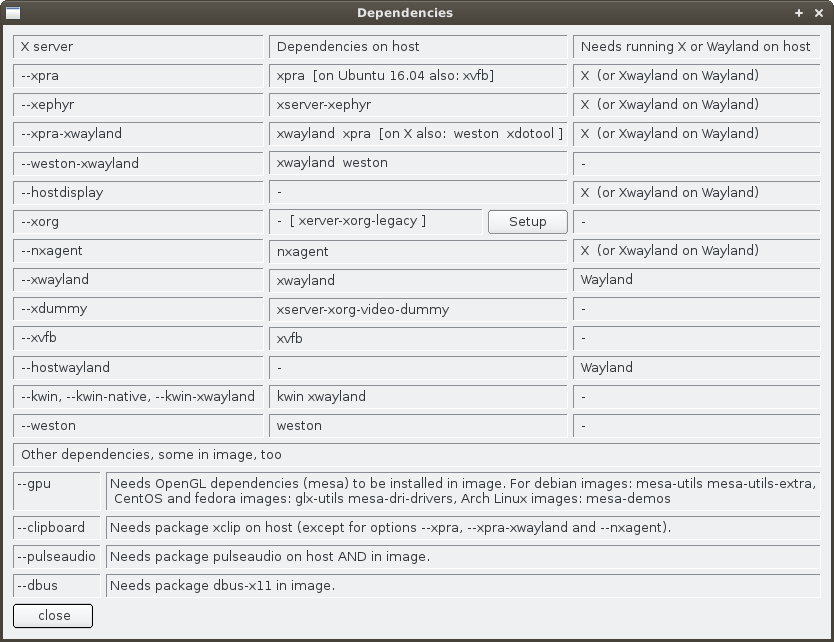 Dependencies
X server Dependencies on host Needs running X or Wayland on host
--xpra xpra [on Ubuntu 16.04 also: xvfb] X (or Xwayland on Wayland)
--xephyr xserver-xephyr X (or Xwayland on Wayland)
--xpra-xwayland xwayland xpra [on X also: weston xdotool ] X (or Xwayland on Wayland)
--weston-xwayland xwayland weston -
--hostdisplay - X (or Xwayland on Wayland)
--xorg - [ xerver-xorg-legacy ] Setup -
--nxagent nxagent X (or Xwayland on Wayland)
--xwayland xwayland Wayland
--xdummy xserver-xorg-video-dummy -
--xvfb xvfb -
--hostwayland - Wayland
--kwin, --kwin-native, --kwin-xwayland kwin xwayland -
--weston weston -
Other dependencies, some in image, too
--gpu Needs OpenGL dependencies (mesa) to be installed in image. For debian images: mesa-utils mesa-utils-extra,
CentOS and fedora images: glx-utils mesa-dri-drivers, Arch Linux images: mesa-demos
--clipboard Needs package xclip on host (except for options --xpra, --xpra-xwayland and --nxagent).
--pulseaudio Needs package pulseaudio on host AND in image.
--dbus Needs package dbus-x11 in image.
close